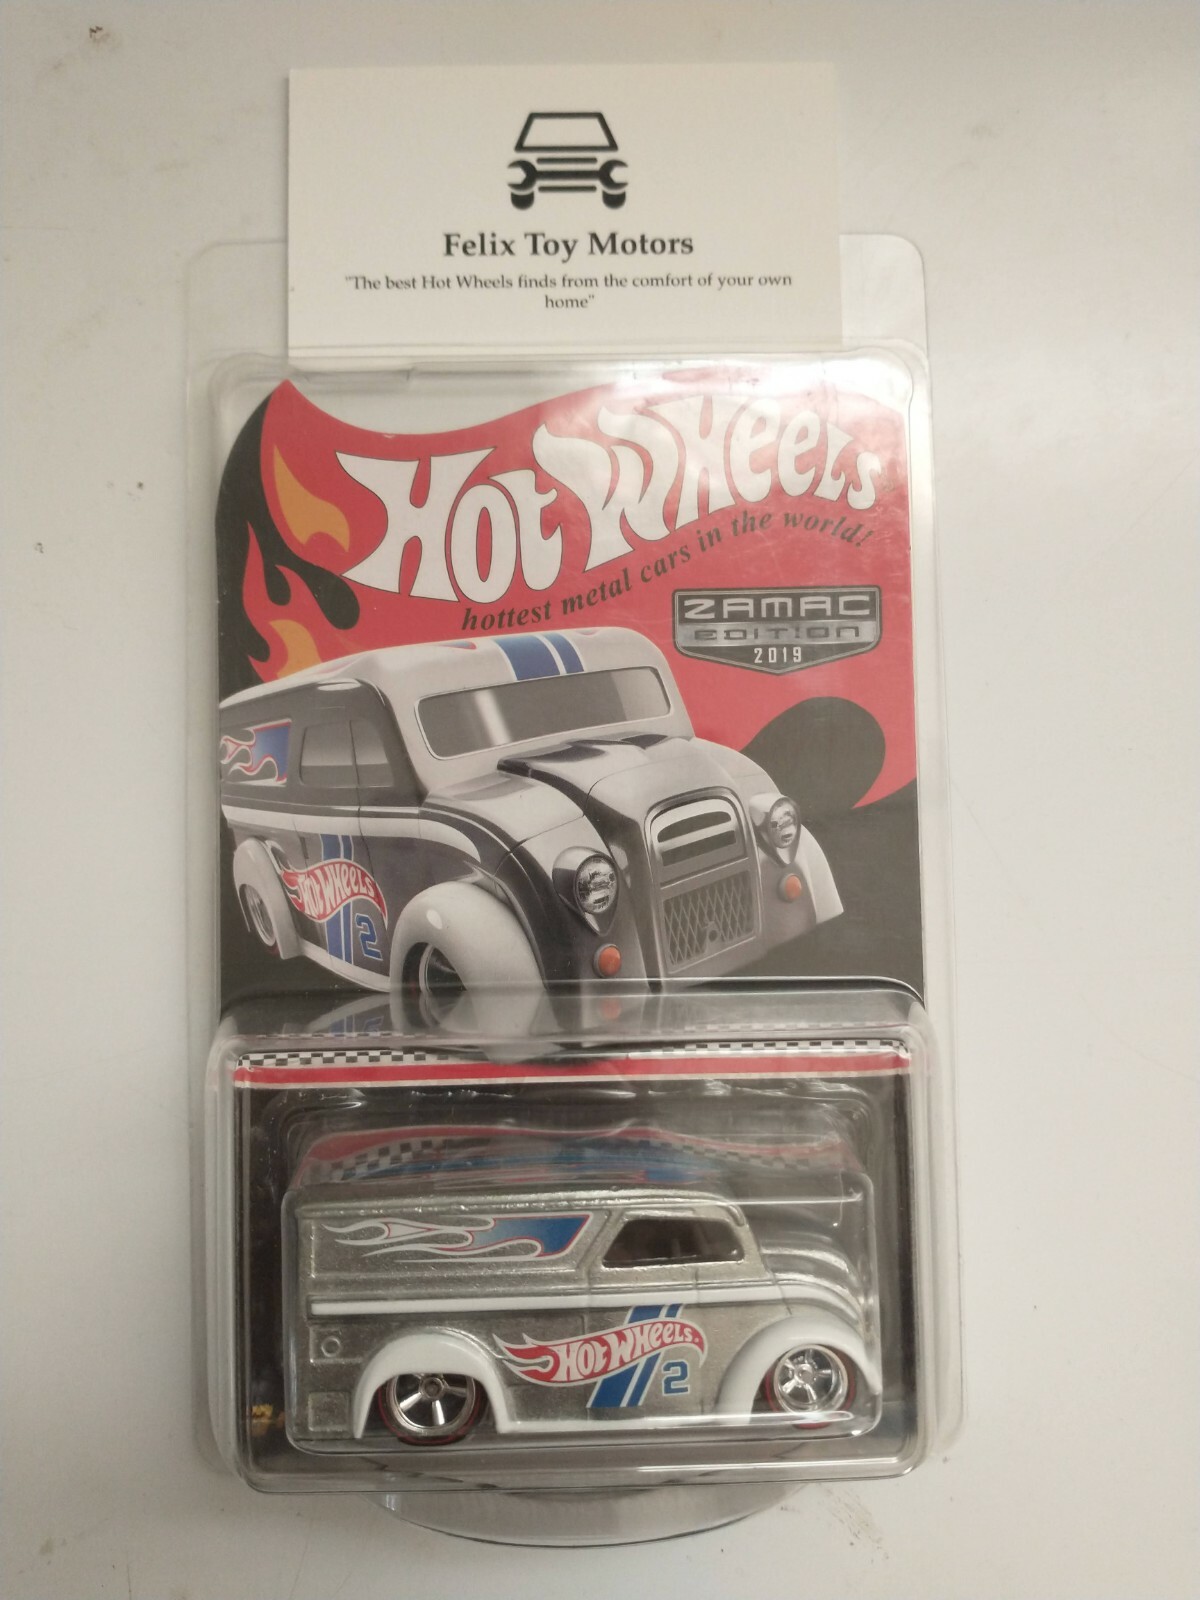 Felix Toy Motors
"The best Hot Wheels finds from the comfort of your own
home"
Hot Wheels
hottest metal cars in the world!
ZAMAC
EDITION
2019
Hot Wheels
2
Hot Wheels
2